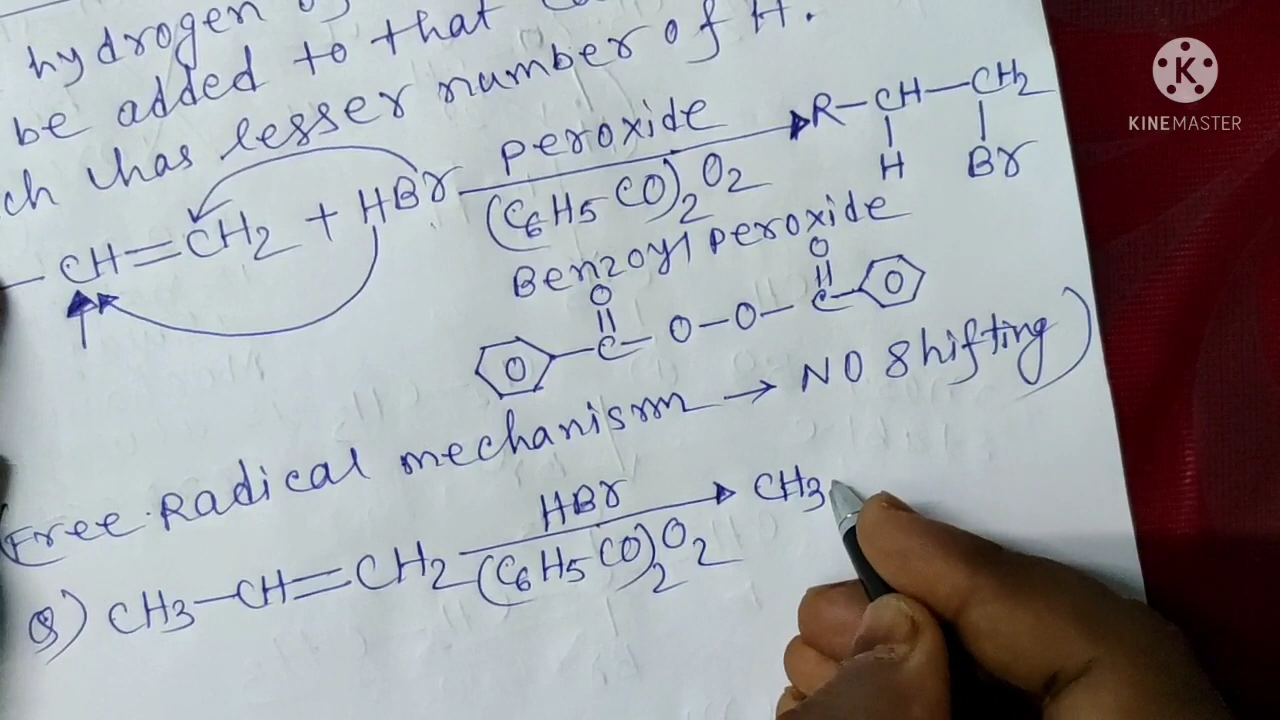 hydrogen of
be added to that
ch has lesser number of H.
-CH=CH2 + HBr peroxide → R-CH-CH2
(C6H5CO)2O2 H Br
Benzoyl peroxide
O O
C-O-O-C
Free Radical mechanism → NO Shifting)
Q) CH3-CH=CH2 HBr → CH3
(C6H5CO)2O2
K
KINEMASTER